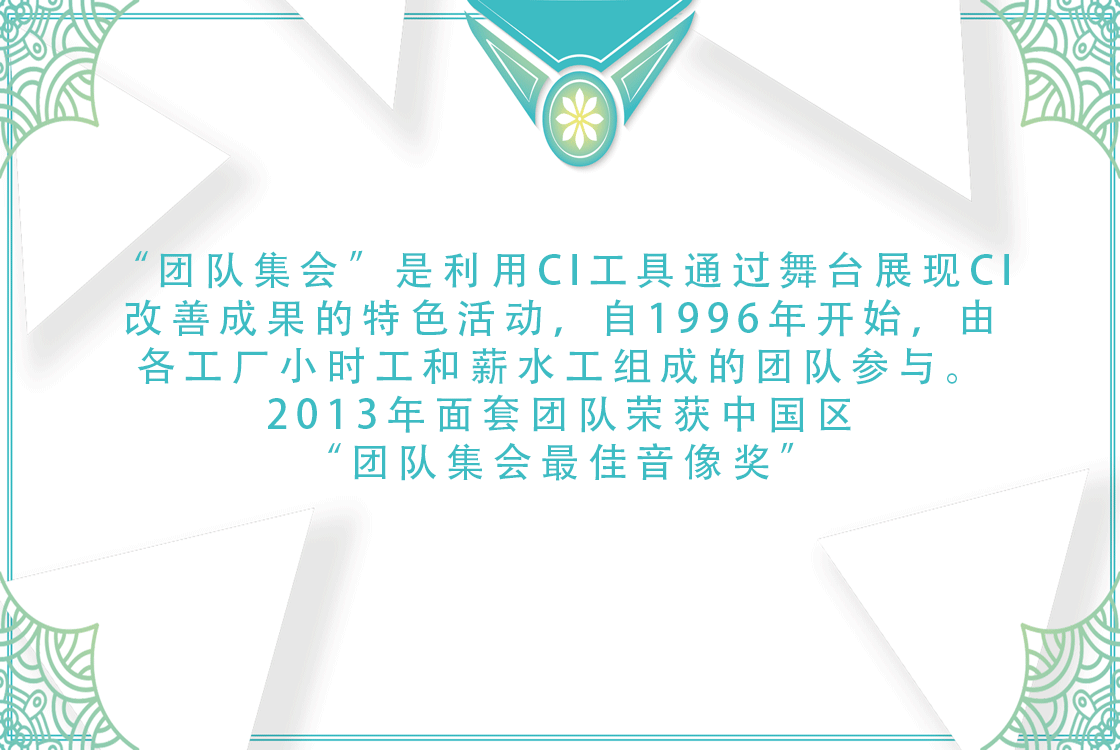 “团队集会”是利用CI工具通过舞台展现CI
改善成果的特色活动，自1996年开始，由
各工厂小时工和薪水工组成的团队参与。
2013年面套团队荣获中国区
“团队集会最佳音像奖”